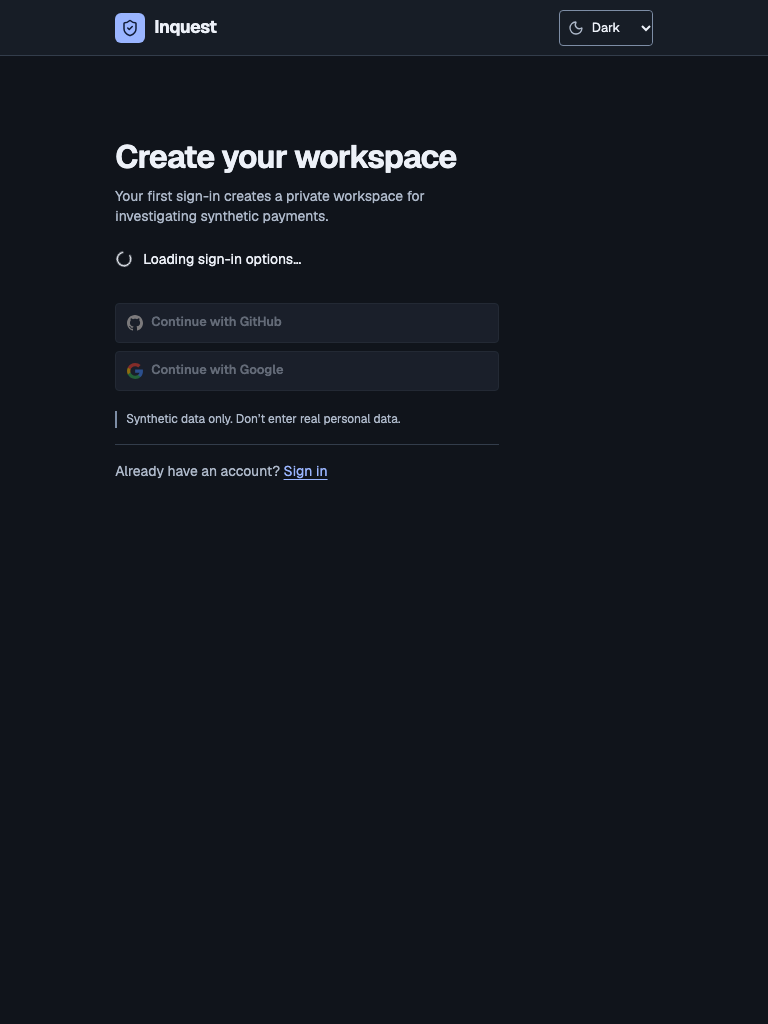 Inquest
Dark
Create your workspace
Your first sign-in creates a private workspace for
investigating synthetic payments.
Loading sign-in options…
Continue with GitHub
Continue with Google
Synthetic data only. Don’t enter real personal data.
Already have an account? Sign in